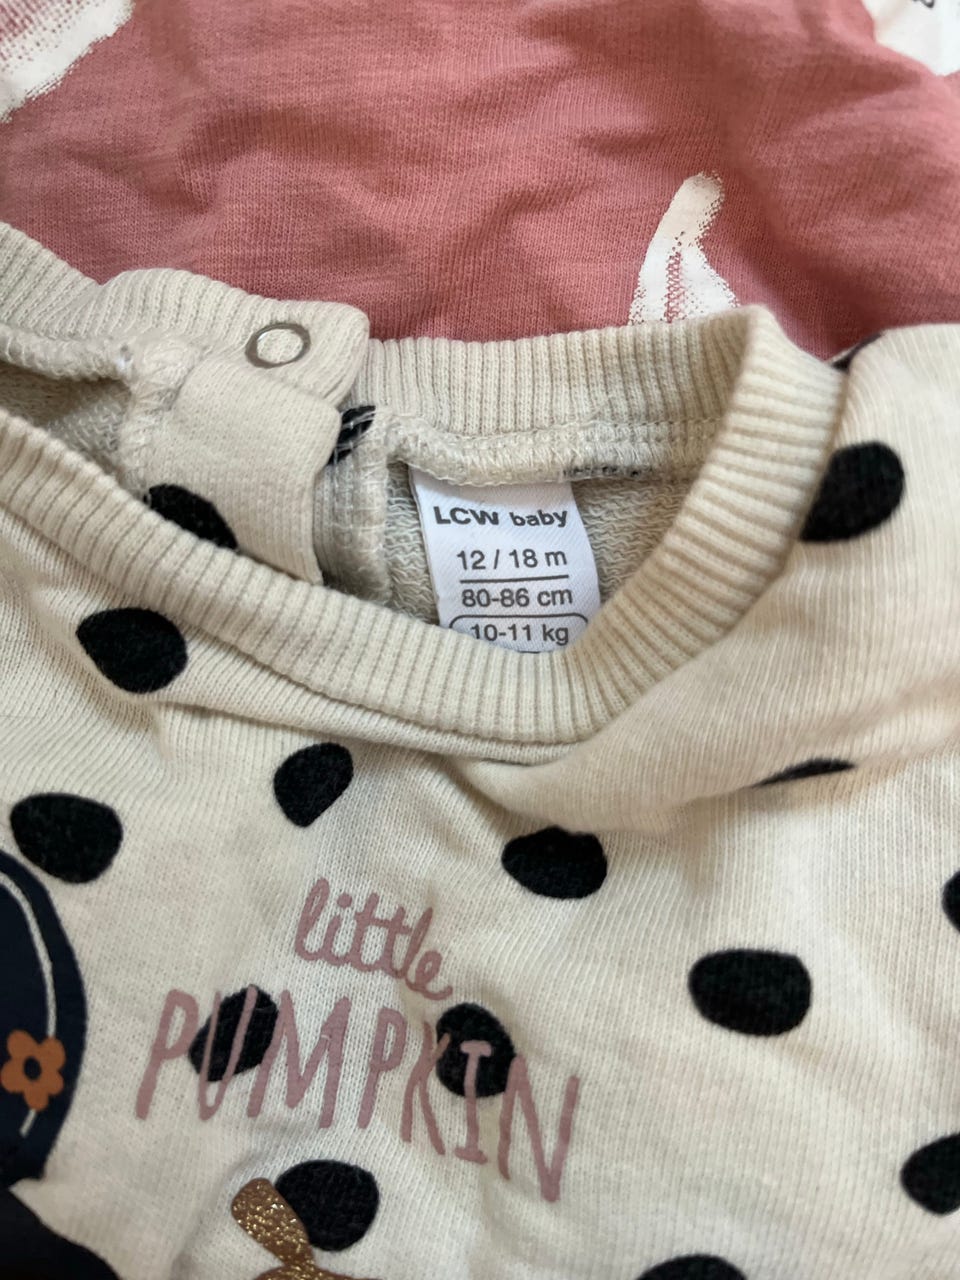 LCW baby
12 / 18 m
80-86 cm
10-11 kg
little
PUMPKIN